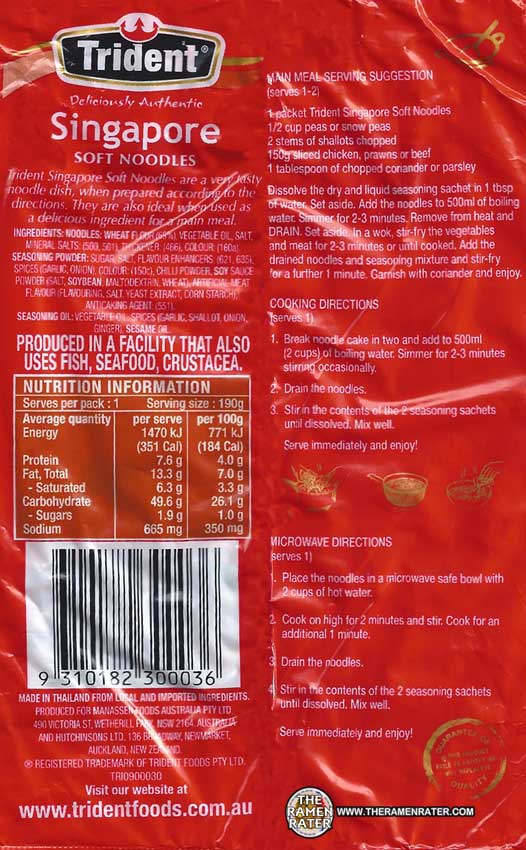 Trident®
Deliciously Authentic
Singapore
SOFT NOODLES
Trident Singapore Soft Noodles are a very tasty
noodle dish, when prepared according to the
directions. They are also ideal when used as
a delicious ingredient for a main meal.
INGREDIENTS: NOODLES: WHEAT FLOUR (69%), VEGETABLE OIL, SALT,
MINERAL SALTS: (500, 501), THICKENER, (466), COLOUR: (160a).
SEASONING POWDER: SUGAR, SALT, FLAVOUR ENHANCERS (621, 635),
SPICES (GARLIC, ONION), COLOUR: (150c), CHILLI POWDER, SOY SAUCE
POWDER (SALT, SOYBEAN, MALTODEXTRIN, WHEAT), ARTIFICIAL MEAT
FLAVOUR (FLAVOURING, SALT, YEAST EXTRACT, CORN STARCH),
ANTICAKING AGENT: (551).
SEASONING OIL: VEGETABLE OIL, SPICES (GARLIC, SHALLOT, ONION,
GINGER), SESAME OIL.
PRODUCED IN A FACILITY THAT ALSO
USES FISH, SEAFOOD, CRUSTACEA.
NUTRITION INFORMATION
Serves per pack : 1 Serving size : 190g
Average quantity per serve per 100g
Energy 1470 kJ 771 kJ
(351 Cal) (184 Cal)
Protein 7.6 g 4.0 g
Fat, Total 13.3 g 7.0 g
- Saturated 6.3 g 3.3 g
Carbohydrate 49.6 g 26.1 g
- Sugars 1.9 g 1.0 g
Sodium 665 mg 350 mg
9 310182 300036
MADE IN THAILAND FROM LOCAL AND IMPORTED INGREDIENTS.
PRODUCED FOR MANASSEN FOODS AUSTRALIA PTY LTD
490 VICTORIA ST, WETHERILL PARK, NSW 2164, AUSTRALIA
AND HUTCHINSONS LTD. 136 BROADWAY, NEWMARKET,
AUCKLAND, NEW ZEALAND.
® REGISTERED TRADEMARK OF TRIDENT FOODS PTY LTD.
TRI0900030
Visit our website at
www.tridentfoods.com.au
MAIN MEAL SERVING SUGGESTION
(serves 1-2)
1 packet Trident Singapore Soft Noodles
1/2 cup peas or snow peas
2 stems of shallots chopped
150g sliced chicken, prawns or beef
1 tablespoon of chopped coriander or parsley
Dissolve the dry and liquid seasoning sachet in 1 tbsp
of water. Set aside. Add the noodles to 500ml of boiling
water. Simmer for 2-3 minutes. Remove from heat and
DRAIN. Set aside. In a wok, stir-fry the vegetables
and meat for 2-3 minutes or until cooked. Add the
drained noodles and seasoning mixture and stir-fry
for a further 1 minute. Garnish with coriander and enjoy.
COOKING DIRECTIONS
(serves 1)
1. Break noodle cake in two and add to 500ml
(2 cups) of boiling water. Simmer for 2-3 minutes
stirring occasionally.
2. Drain the noodles.
3. Stir in the contents of the 2 seasoning sachets
until dissolved. Mix well.
Serve immediately and enjoy!
MICROWAVE DIRECTIONS
(serves 1)
1. Place the noodles in a microwave safe bowl with
2 cups of hot water.
2. Cook on high for 2 minutes and stir. Cook for an
additional 1 minute.
3. Drain the noodles.
4. Stir in the contents of the 2 seasoning sachets
until dissolved. Mix well.
Serve immediately and enjoy!
GUARANTEE OF
QUALITY
THE
RAMEN
RATER
WWW.THERAMENRATER.COM